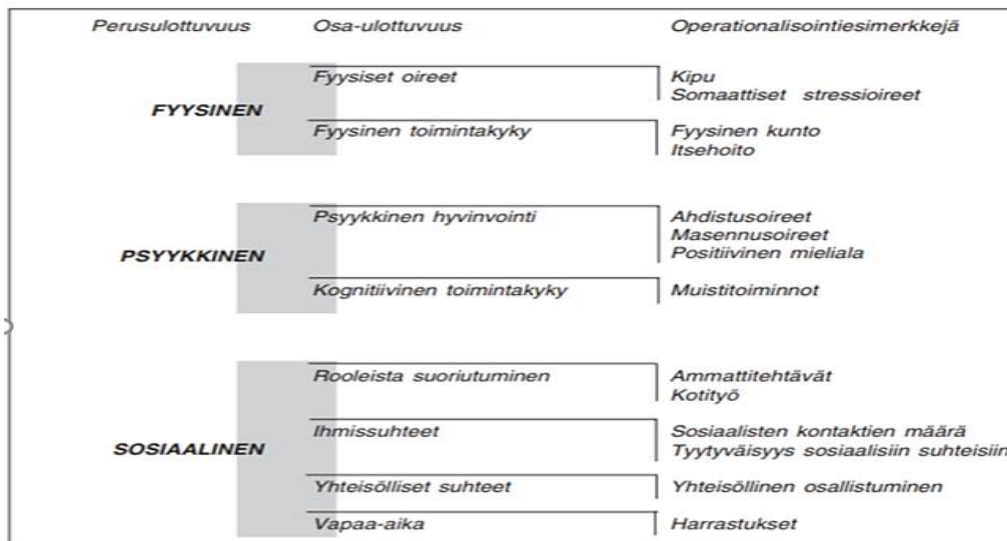 Perusulottuvuus Osa-ulottuvuus Operationalisointiesimerkkejä
FYYSINEN
Fyysiset oireet Kipu
Somaattiset stressioireet
Fyysinen toimintakyky Fyysinen kunto
Itsehoito
PSYYKKINEN
Psyykkinen hyvinvointi Ahdistusoireet
Masennusoireet
Positiivinen mieliala
Kognitiivinen toimintakyky Muistitoiminnot
SOSIAALINEN
Rooleista suoriutuminen Ammattitehtävät
Kotityö
Ihmissuhteet Sosiaalisten kontaktien määrä
Tyytyväisyys sosiaalisiin suhteisiin
Yhteisölliset suhteet Yhteisöllinen osallistuminen
Vapaa-aika Harrastukset